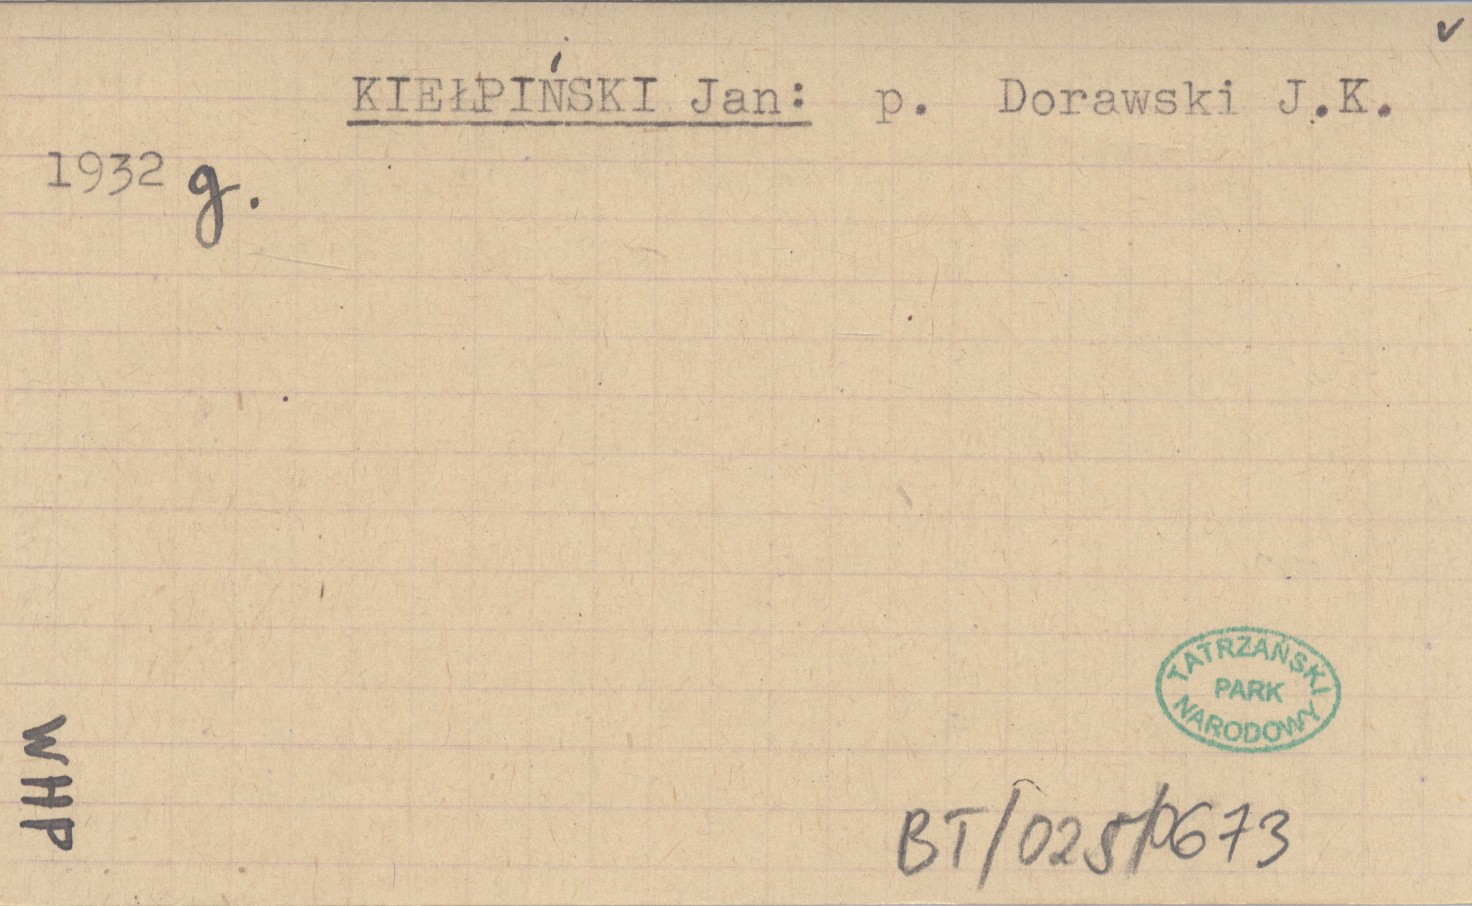 KIEŁPIŃSKI Jan: p. Dorawski J.K.
1932 g.
TATRZAŃSKI
PARK
NARODOWY
WHP
BT/025/0673